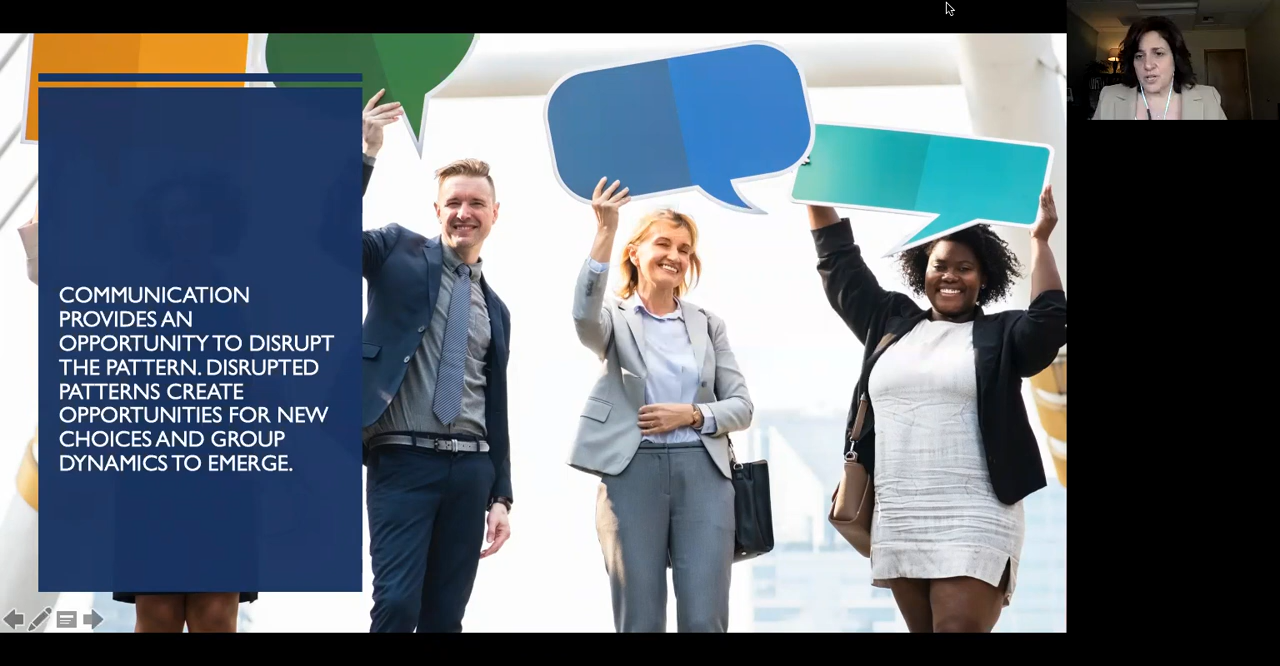 COMMUNICATION
PROVIDES AN
OPPORTUNITY TO DISRUPT
THE PATTERN. DISRUPTED
PATTERNS CREATE
OPPORTUNITIES FOR NEW
CHOICES AND GROUP
DYNAMICS TO EMERGE.